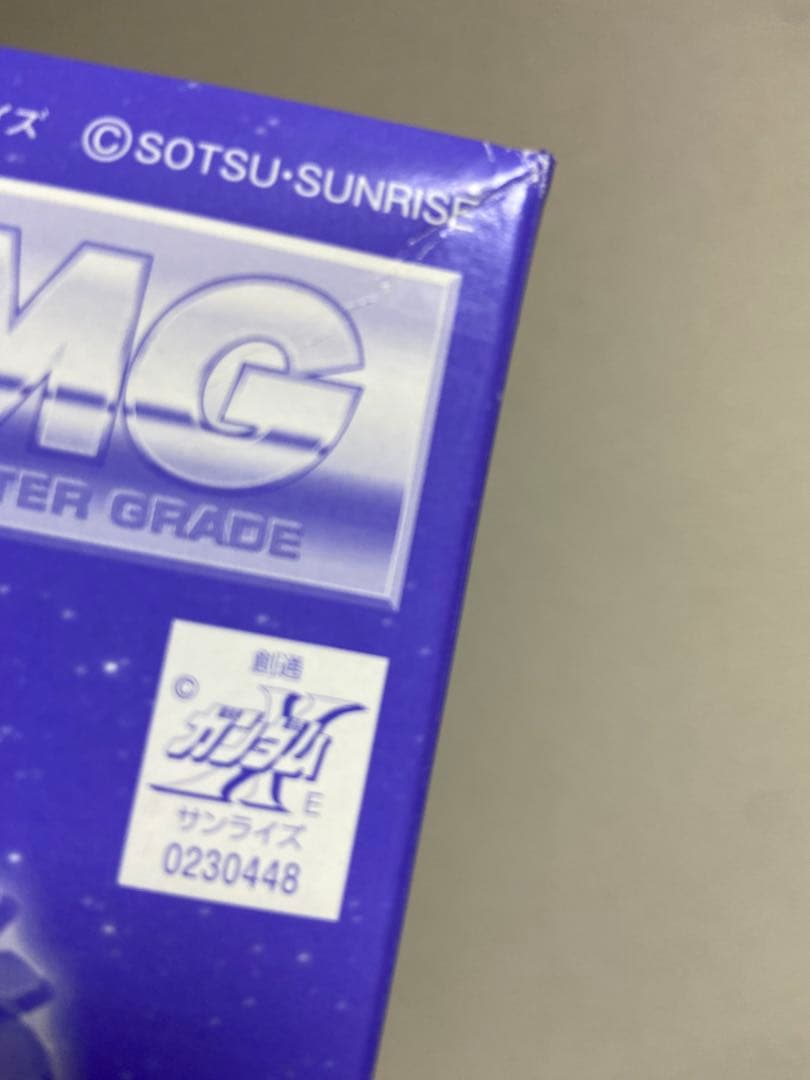 イズ ©SOTSU・SUNRISE
MG
TER GRADE
創通
©
ガンダムX
E
サンライズ
0230448